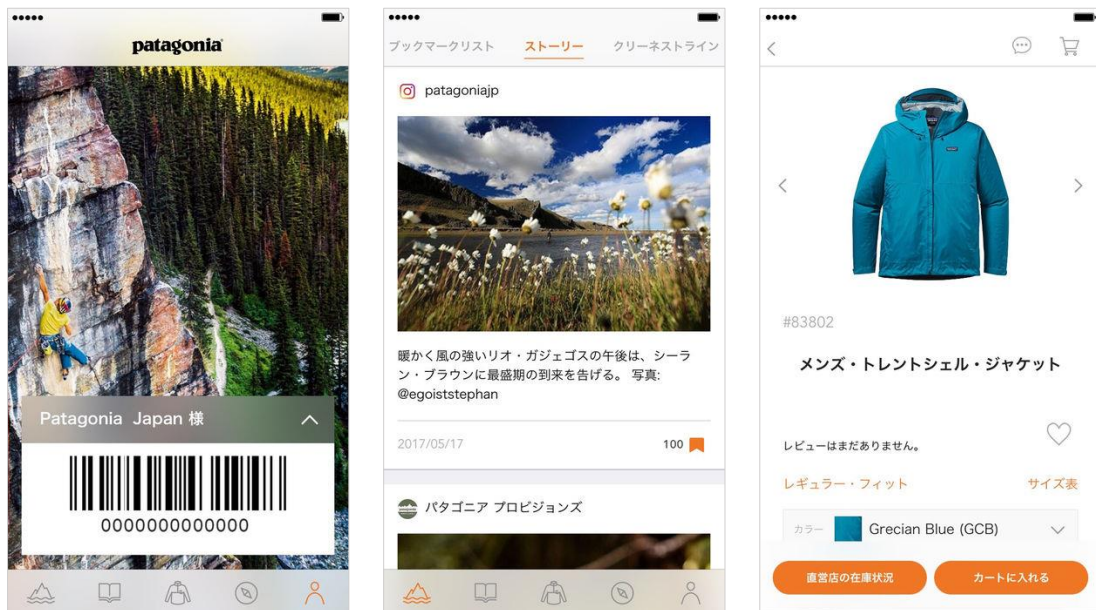 patagonia
Patagonia Japan 様
0000000000000
ブックマークリスト ストーリー クリーネストライン
patagoniajp
暖かく風の強いリオ・ガジェゴスの午後は、シーラ
ン・ブラウンに最盛期の到来を告げる。 写真:
@egoiststephan
2017/05/17 100
パタゴニア プロビジョンズ
#83802
メンズ・トレントシェル・ジャケット
レビューはまだありません。
レギュラー・フィット サイズ表
カラー Grecian Blue (GCB)
直営店の在庫状況 カートに入れる